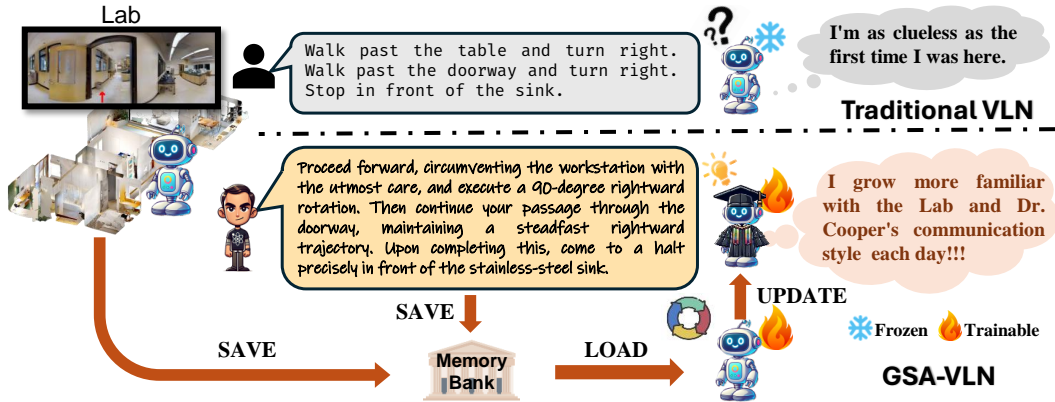 Lab
Walk past the table and turn right.
Walk past the doorway and turn right.
Stop in front of the sink.
I'm as clueless as the
first time I was here.
Traditional VLN
Proceed forward, circumventing the workstation with
the utmost care, and execute a 90-degree rightward
rotation. Then continue your passage through the
doorway, maintaining a steadfast rightward
trajectory. Upon completing this, come to a halt
precisely in front of the stainless-steel sink.
I grow more familiar
with the Lab and Dr.
Cooper's communication
style each day!!!
SAVE
UPDATE
Frozen
Trainable
SAVE
Memory
Bank
LOAD
GSA-VLN